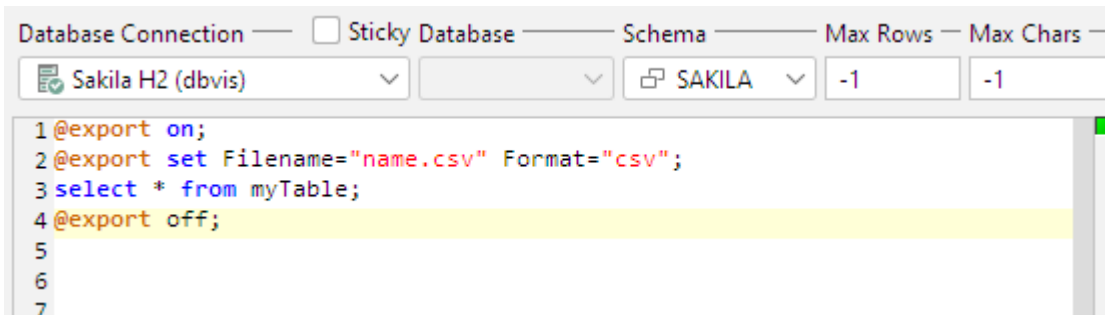 Database Connection Sticky Database Schema Max Rows Max Chars
Sakila H2 (dbvis) SAKILA -1 -1
1 @export on;
2 @export set Filename="name.csv" Format="csv";
3 select * from myTable;
4 @export off;
5
6
7